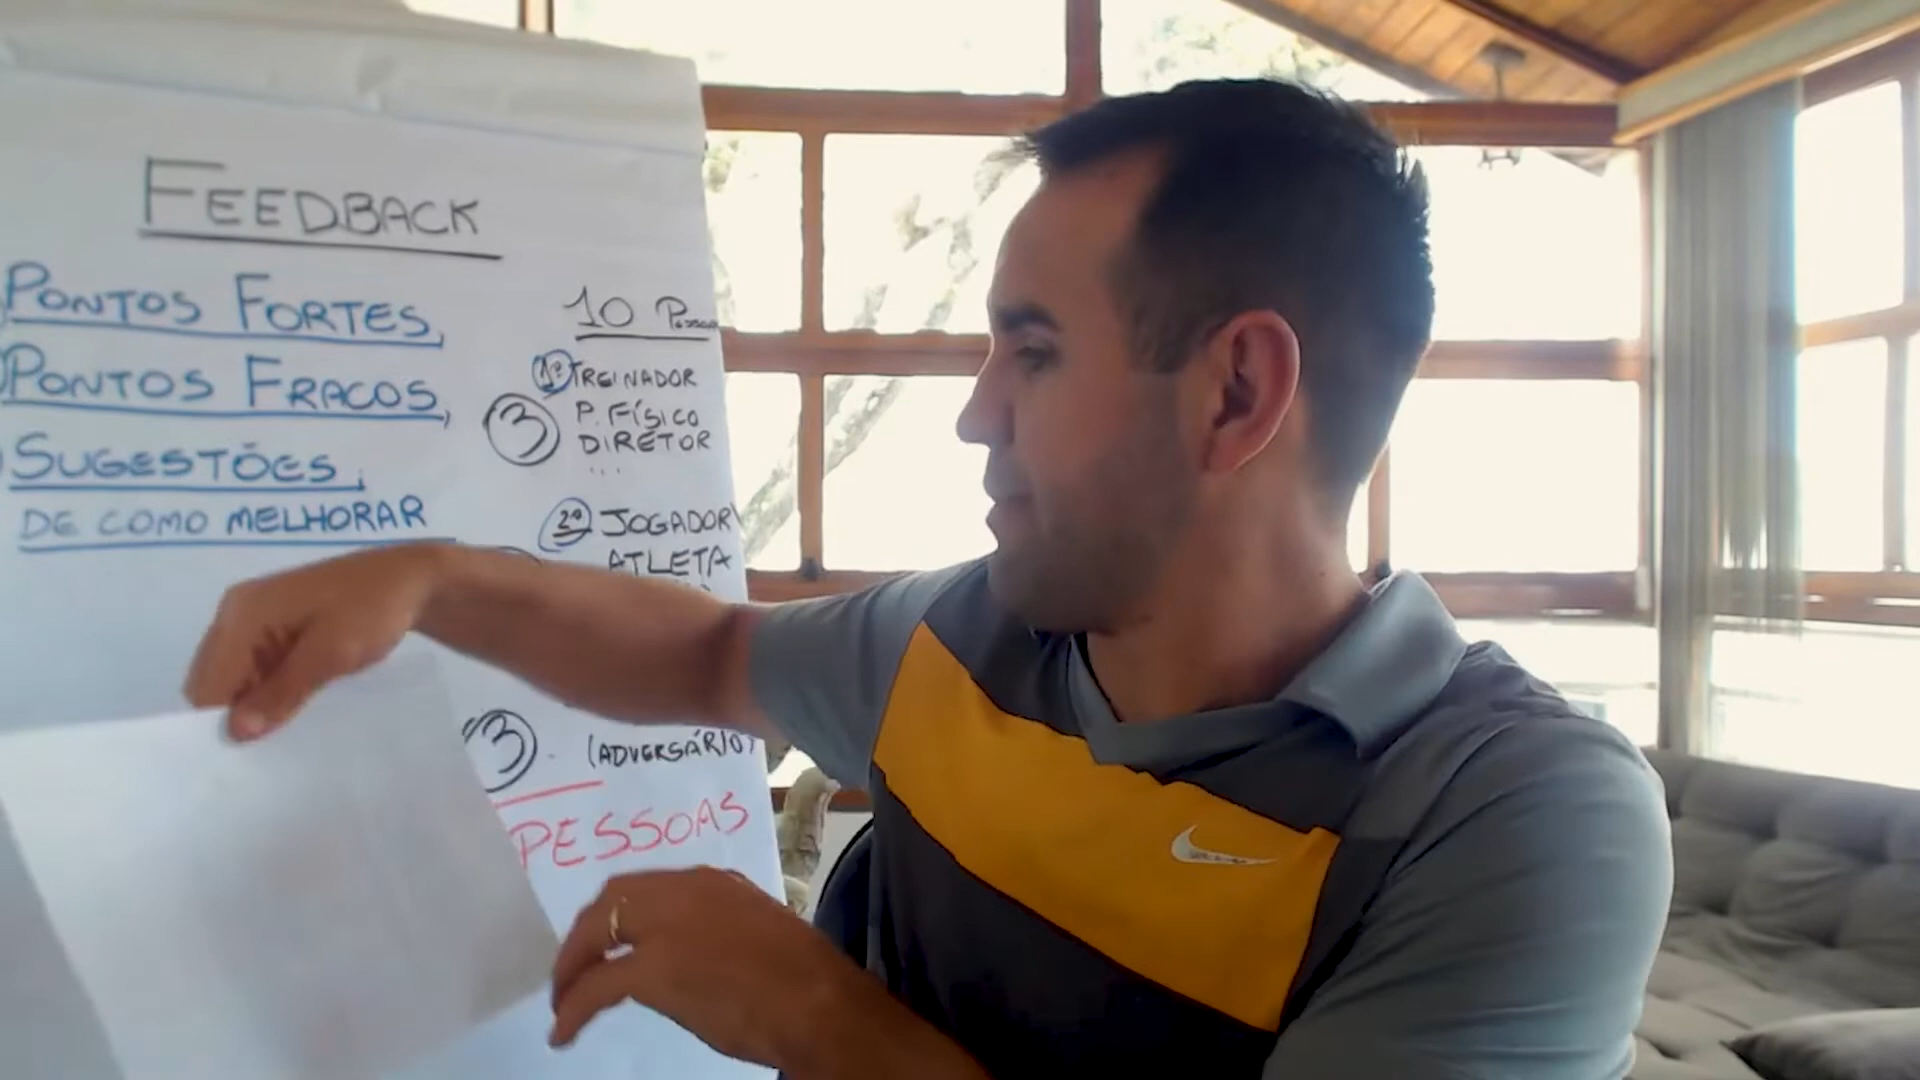 FEEDBACK
PONTOS FORTES,
PONTOS FRACOS,
SUGESTÕES,
DE COMO MELHORAR
10
1º TREINADOR
3 P. FÍSICO
DIRETOR
...
2º JOGADOR
ATLETA
3. (ADVERSÁRIO)
PESSOAS